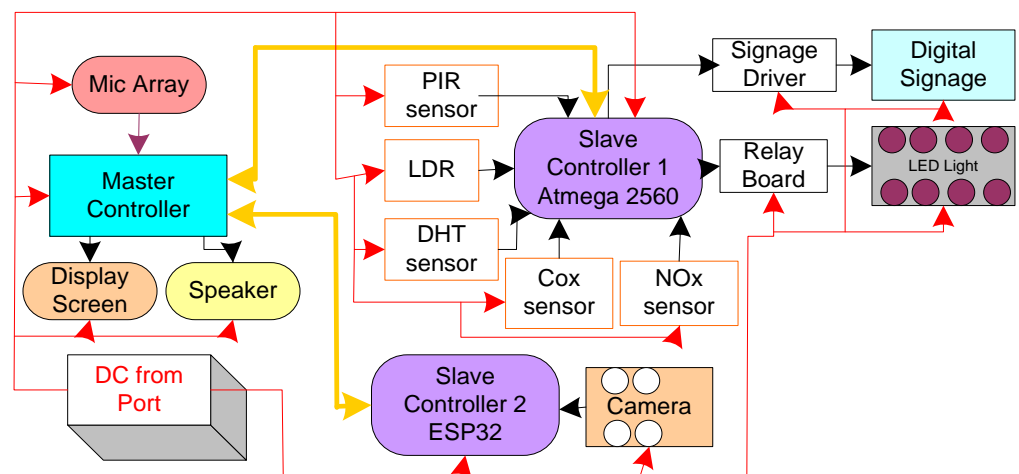 Mic Array
PIR
sensor
Signage
Driver
Digital
Signage
Master
Controller
LDR
Slave
Controller 1
Atmega 2560
Relay
Board
LED Light
DHT
sensor
Display
Screen
Speaker
Cox
sensor
NOx
sensor
DC from
Port
Slave
Controller 2
ESP32
Camera